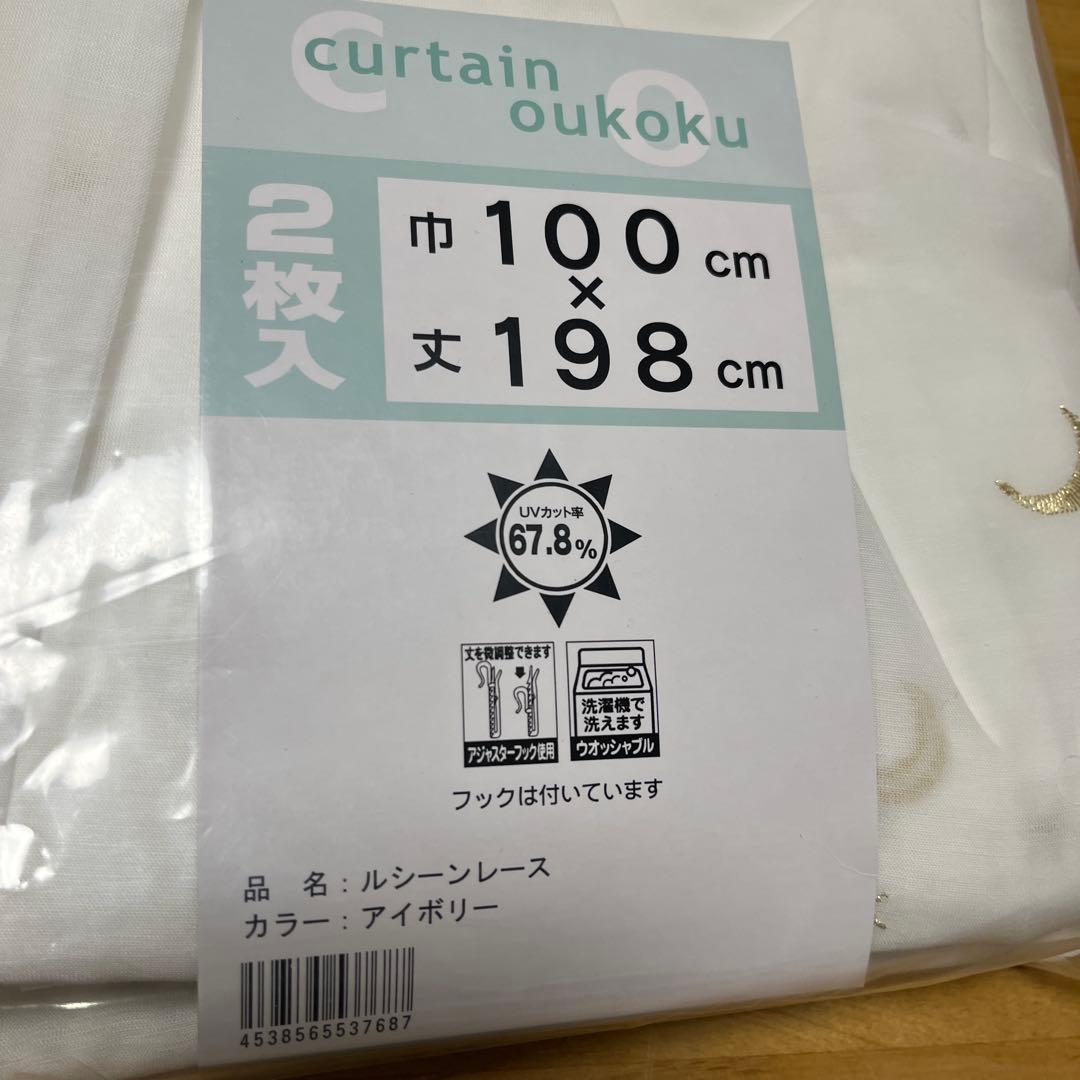 curtain
oukoku
2枚入
巾 100 cm
×
丈 198 cm
UVカット率
67.8%
丈を微調整できます
アジャスターフック使用
洗濯機で
洗えます
ウオッシャブル
フックは付いています
品 名:ルシーンレース
カラー:アイボリー
4538565537687